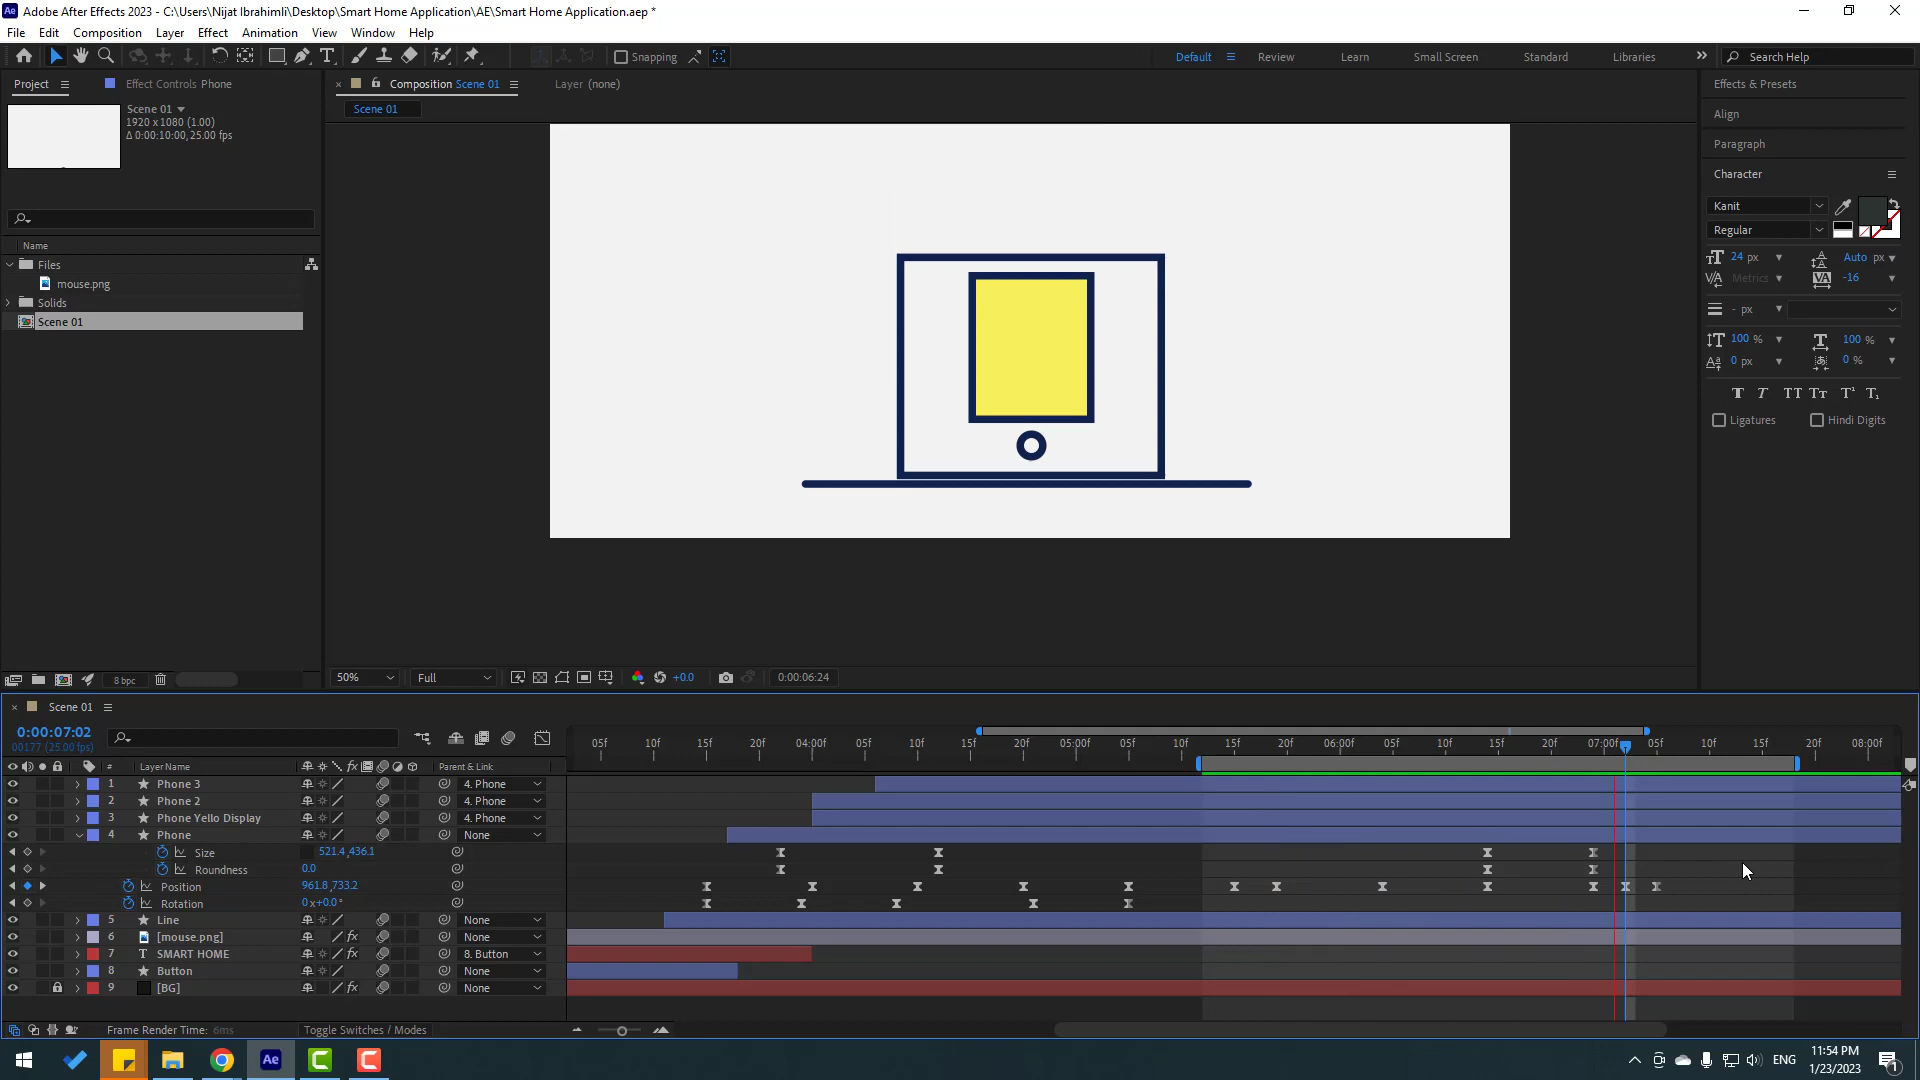 Ae Adobe After Effects 2023 - C:\Users\Nijat Ibrahimli\Desktop\Smart Home Application\AE\Smart Home Application.aep *
File Edit Composition Layer Effect Animation View Window Help
Snapping Default Review Learn Small Screen Standard Libraries Search Help
Project Effect Controls Phone Composition Scene 01 Layer (none) Effects & Presets
Scene 01
1920 x 1080 (1.00)
Δ 0:00:10:00, 25.00 fps
Scene 01
Align
Paragraph
Character
Kanit
Regular
24 px Auto px
Metrics -16
- px
100 % 100 %
0 px 0 %
T T TT Tt T¹ T₁
Ligatures Hindi Digits
Name
Files
mouse.png
Solids
Scene 01
8 bpc 50% Full +0.0 0:00:06:24
Scene 01
0:00:07:02
00177 (25.00 fps)
05f 10f 15f 20f 04:00f 05f 10f 15f 20f 05:00f 05f 10f 15f 20f 06:00f 05f 10f 15f 20f 07:00f 05f 10f 15f 20f 08:00f
# Layer Name fx Parent & Link
1 Phone 3 4. Phone
2 Phone 2 4. Phone
3 Phone Yello Display 4. Phone
4 Phone None
Size 521.4,436.1
Roundness 0.0
Position 961.8,733.2
Rotation 0x+0.0°
5 Line None
6 [mouse.png] fx None
7 T SMART HOME fx 8. Button
8 Button None
9 [BG] fx None
Frame Render Time: 6ms Toggle Switches / Modes
Ae ENG 11:54 PM
1/23/2023 1